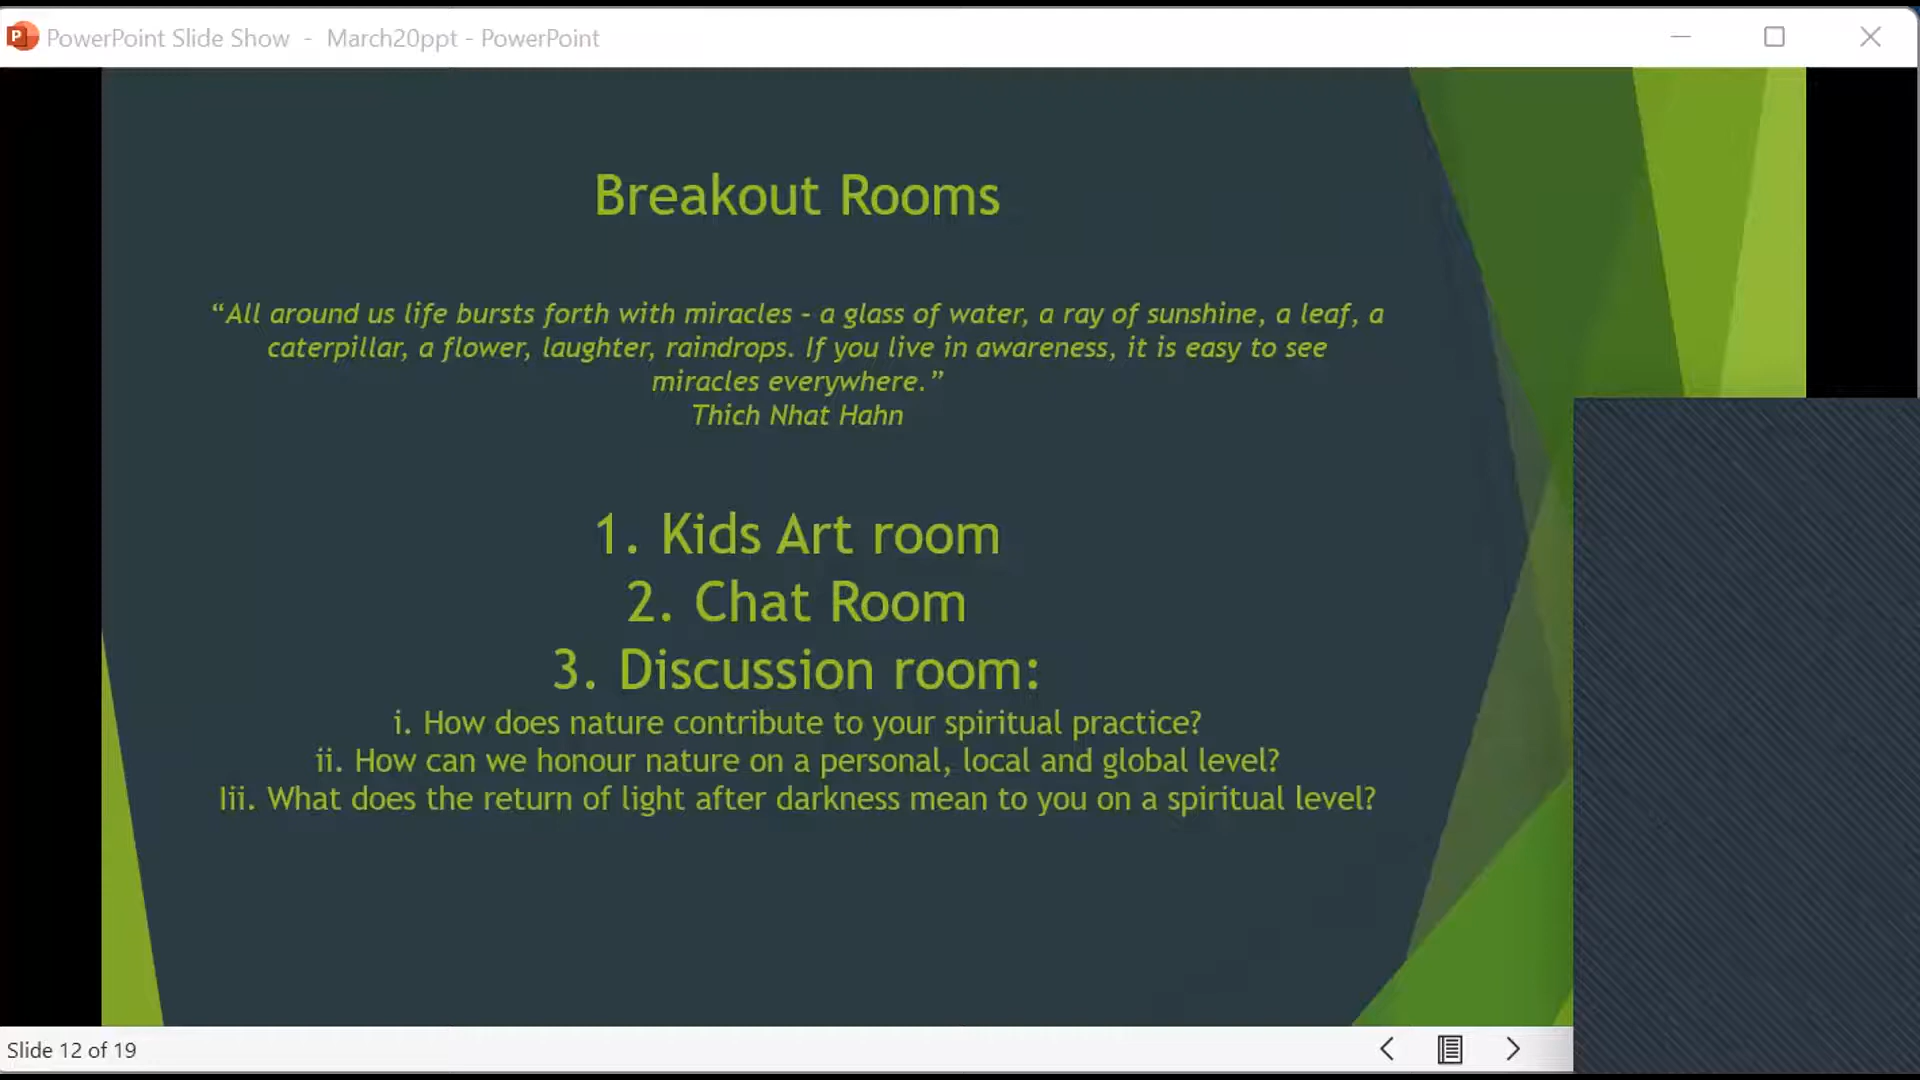 PowerPoint Slide Show - March20ppt - PowerPoint
Breakout Rooms
“All around us life bursts forth with miracles – a glass of water, a ray of sunshine, a leaf, a
caterpillar, a flower, laughter, raindrops. If you live in awareness, it is easy to see
miracles everywhere.”
Thich Nhat Hahn
1. Kids Art room
2. Chat Room
3. Discussion room:
i. How does nature contribute to your spiritual practice?
ii. How can we honour nature on a personal, local and global level?
Iii. What does the return of light after darkness mean to you on a spiritual level?
Slide 12 of 19